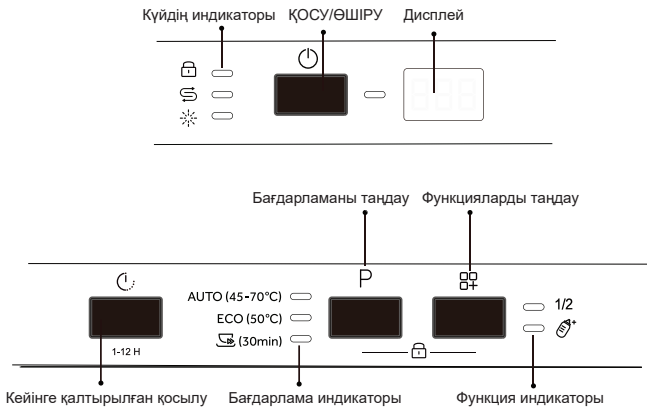 Күйдің индикаторы ҚОСУ/ӨШІРУ Дисплей
Бағдарламаны таңдау Функцияларды таңдау
P
AUTO (45-70°C)
ECO (50°C)
(30min)
1/2
1-12 H
Кейінге қалтырылған қосылу Бағдарлама индикаторы Функция индикаторы